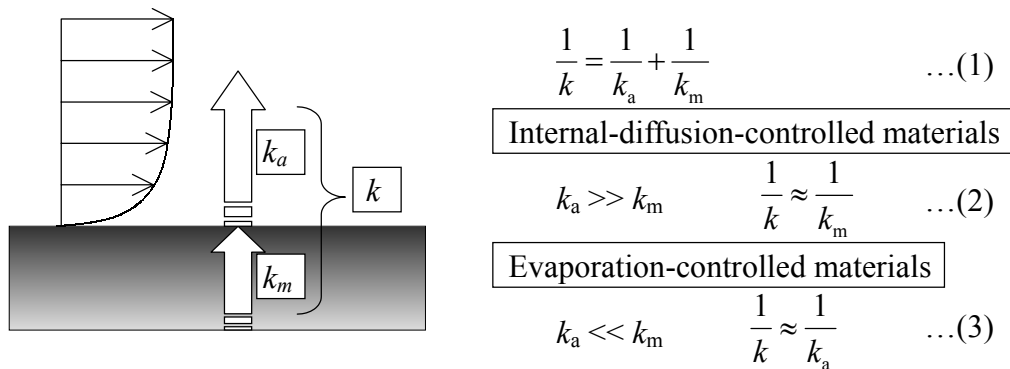 k_a
k
k_m
1/k = 1/k_a + 1/k_m …(1)
Internal-diffusion-controlled materials
k_a >> k_m 1/k ≈ 1/k_m …(2)
Evaporation-controlled materials
k_a << k_m 1/k ≈ 1/k_a …(3)